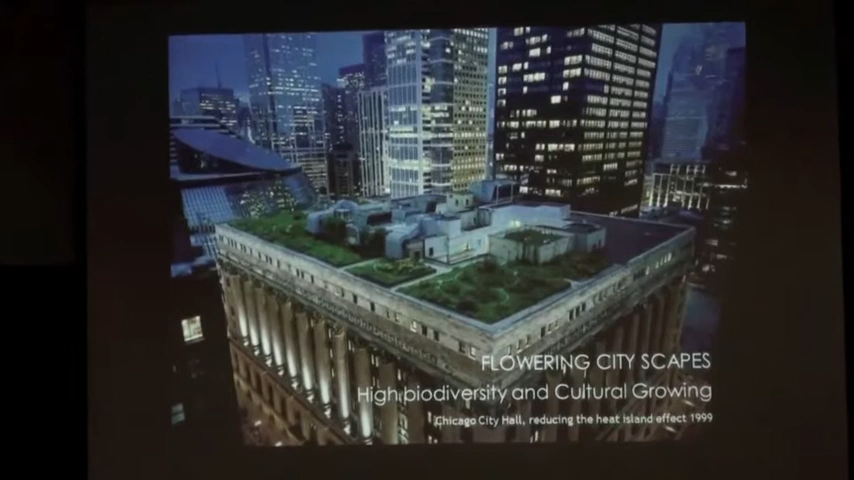 FLOWERING CITY SCAPES
High biodiversity and Cultural Growing
Chicago City Hall, reducing the heat island effect 1999